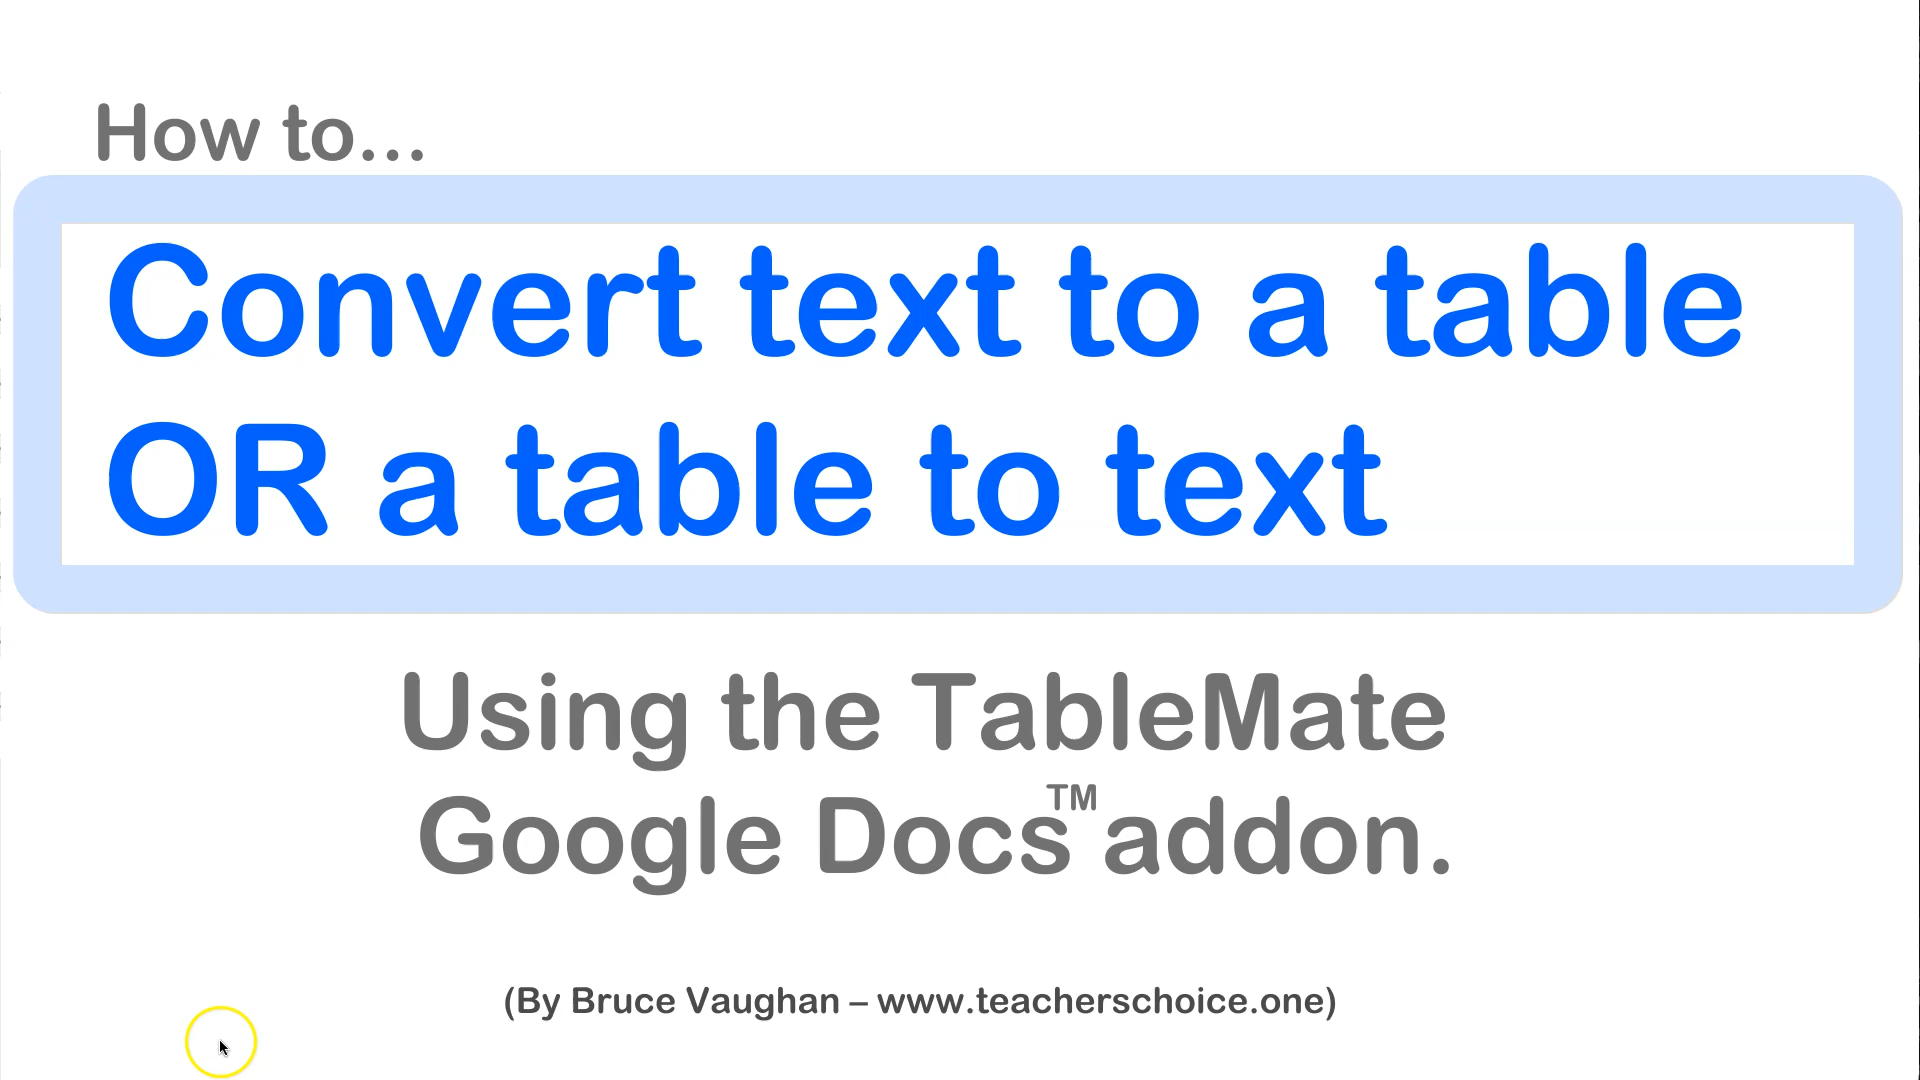 How to...
Convert text to a table
OR a table to text
Using the TableMate
Google Docs™ addon.
(By Bruce Vaughan – www.teacherschoice.one)